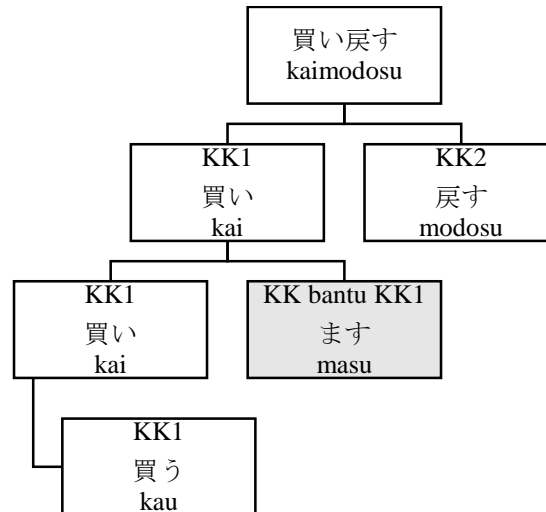 買い戻す
kaimodosu
KK1
買い
kai
KK2
戻す
modosu
KK1
買い
kai
KK bantu KK1
ます
masu
KK1
買う
kau